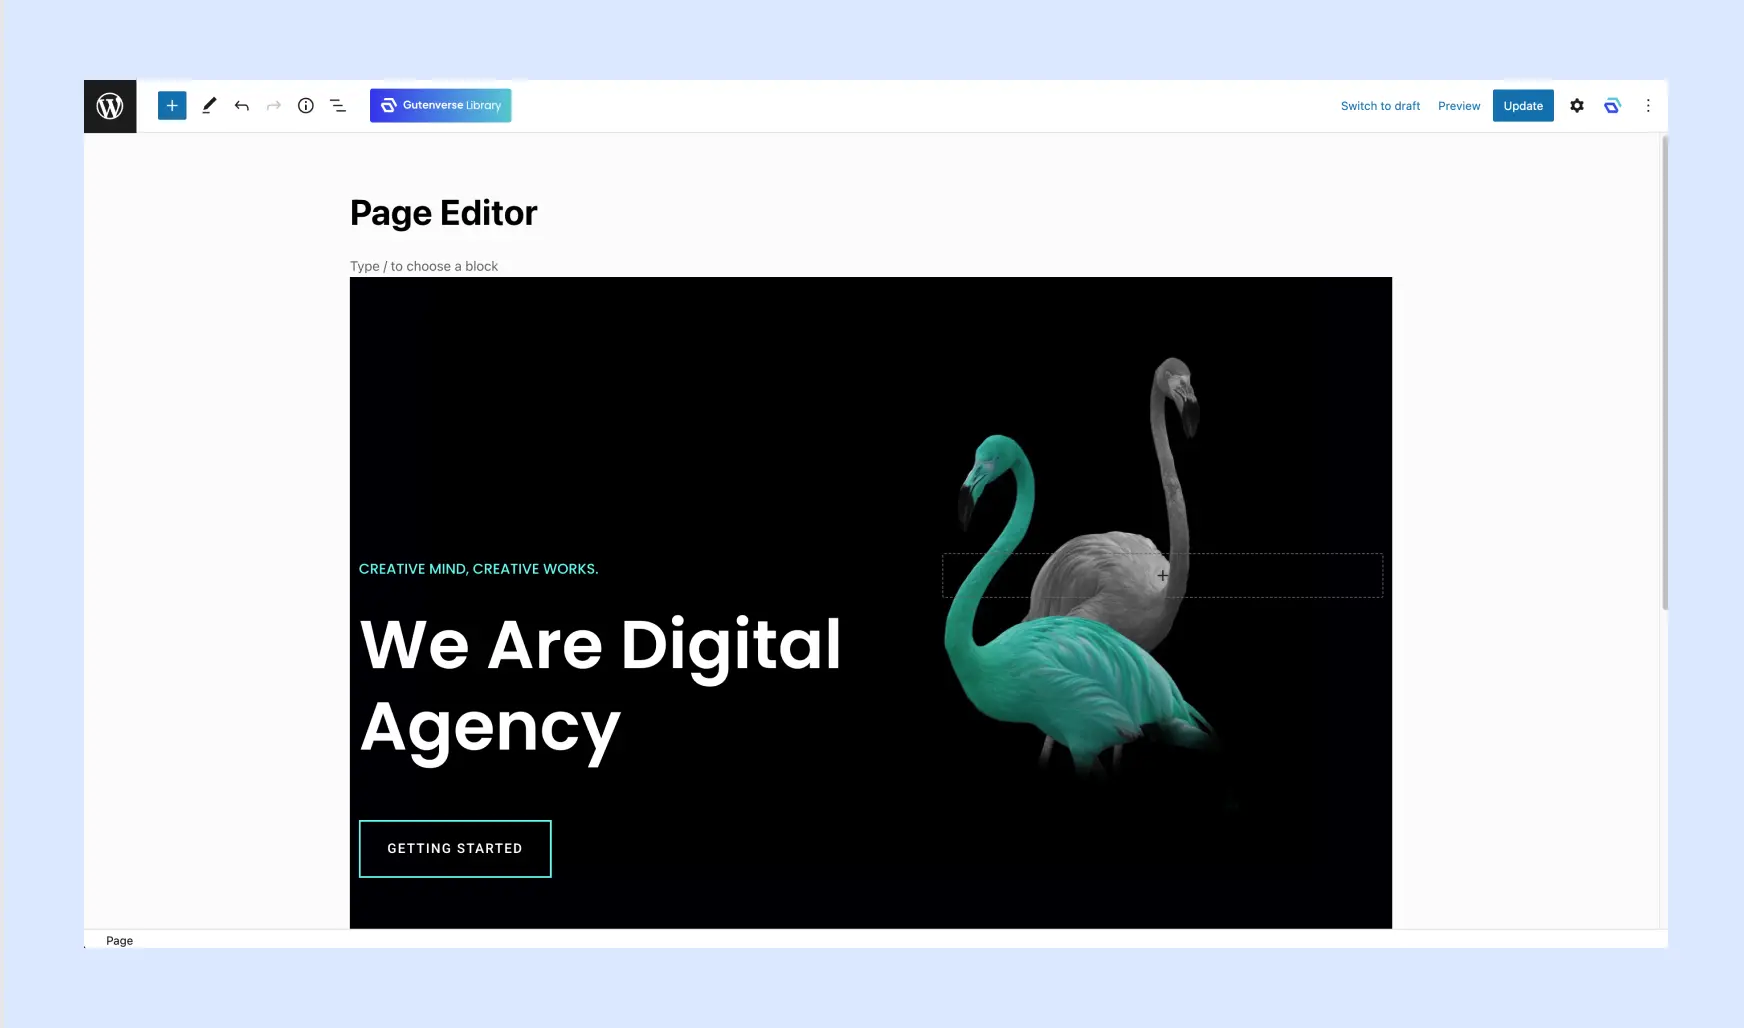 Gutenverse Library
Switch to draft
Preview
Update
Page Editor
Type / to choose a block
CREATIVE MIND, CREATIVE WORKS.
We Are Digital
Agency
GETTING STARTED
Page